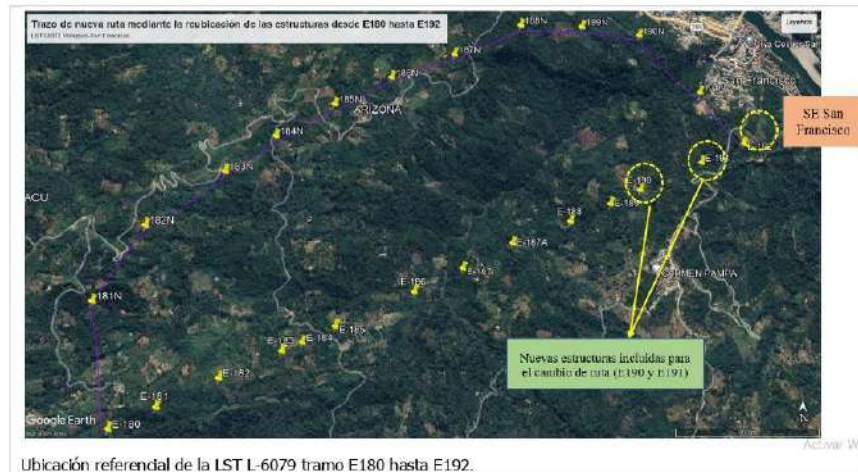 Trazo de nueva ruta mediante la reubicación de las estructuras desde E180 hasta E192
Leyenda
188N
189N
190N
187N
186N
185N
ARIZONA
184N
183N
182N
181N
San Francisco
SE San
Francisco
E-190
E-189
E-188
E-187A
E-187
E-186
E-185
E-184
E-183
E-182
E-181
E-180
CARMEN PAMPA
Nuevas estructuras incluidas para
el cambio de ruta (E190 y E191)
Google Earth
N
Activar W
Ubicación referencial de la LST L-6079 tramo E180 hasta E192.